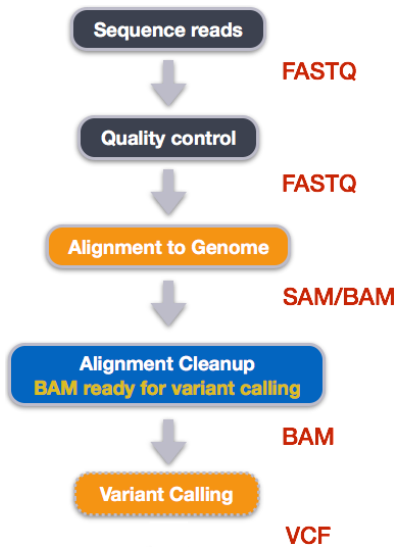 Sequence reads
FASTQ
Quality control
FASTQ
Alignment to Genome
SAM/BAM
Alignment Cleanup
BAM ready for variant calling
BAM
Variant Calling
VCF